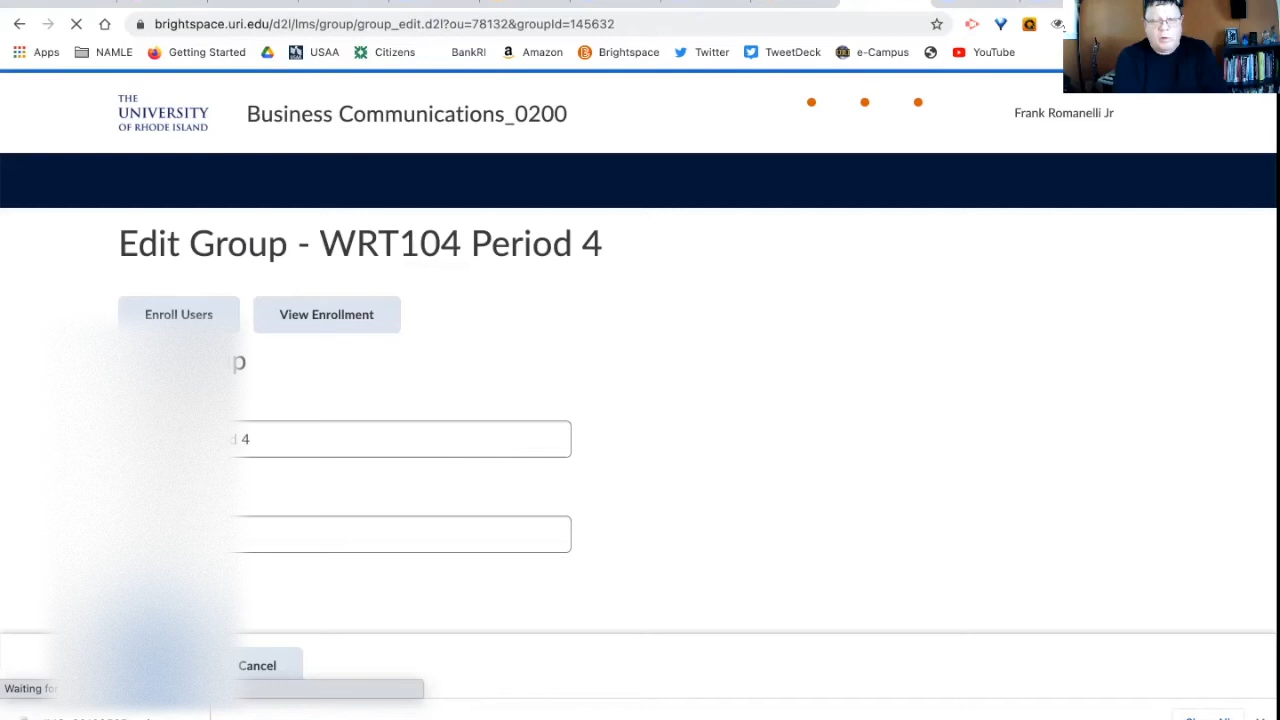 brightspace.uri.edu/d2l/lms/group/group_edit.d2l?ou=78132&groupId=145632
Apps NAMLE Getting Started USAA Citizens BankRI Amazon Brightspace Twitter TweetDeck e-Campus YouTube
THE
UNIVERSITY
OF RHODE ISLAND
Business Communications_0200
Frank Romanelli Jr
Edit Group - WRT104 Period 4
Enroll Users View Enrollment
p
d 4
Cancel
Waiting for